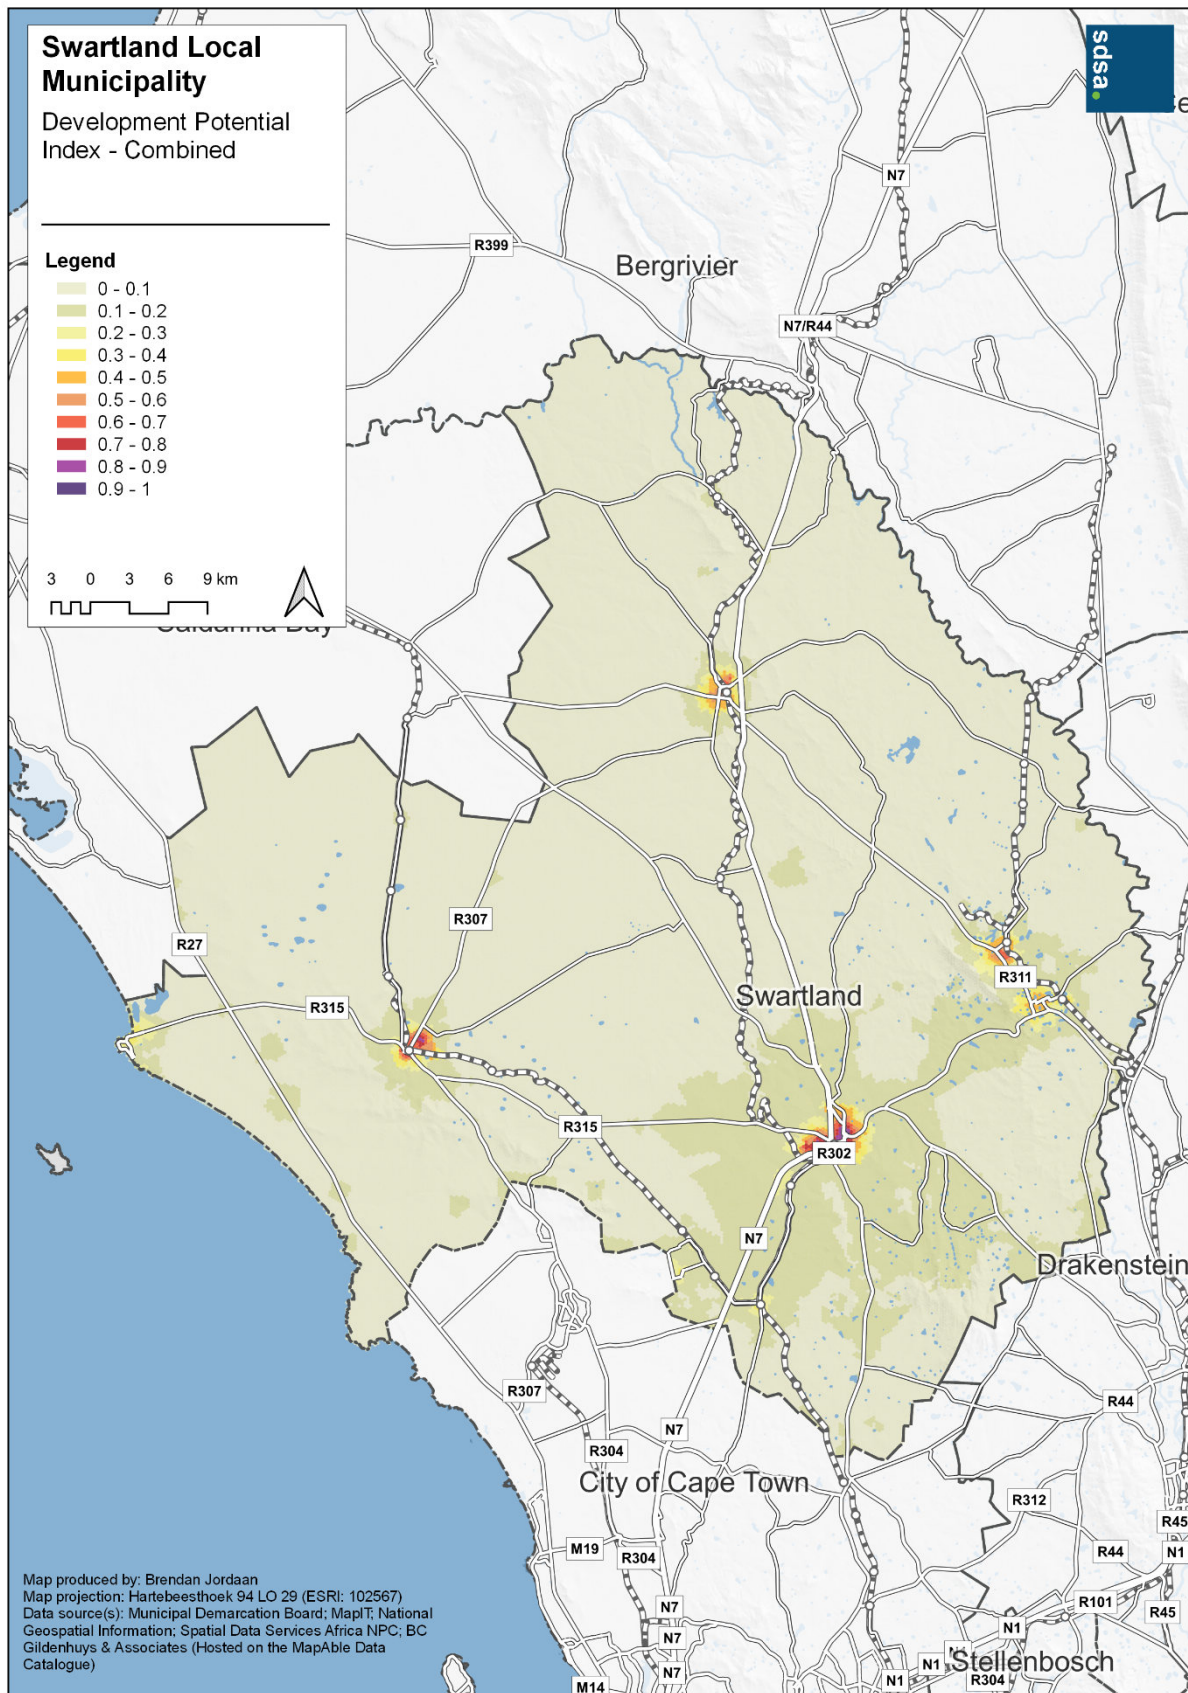 Swartland Local
Municipality
Development Potential
Index - Combined
Legend
0 - 0.1
0.1 - 0.2
0.2 - 0.3
0.3 - 0.4
0.4 - 0.5
0.5 - 0.6
0.6 - 0.7
0.7 - 0.8
0.8 - 0.9
0.9 - 1
3 0 3 6 9 km
sdsa
N7
R399
Bergrivier
N7/R44
R307
R27
R311
Swartland
R315
R315
R302
N7
Drakenstein
R307
R44
N7
R304
City of Cape Town
R312
R45
M19
R304
R44
N1
R101
N7
R45
N1
N7
N1
Stellenbosch
N7
N1
R304
M14
Map produced by: Brendan Jordaan
Map projection: Hartebeesthoek 94 LO 29 (ESRI: 102567)
Data source(s): Municipal Demarcation Board; MapIT; National
Geospatial Information; Spatial Data Services Africa NPC; BC
Gildenhuys & Associates (Hosted on the MapAble Data
Catalogue)